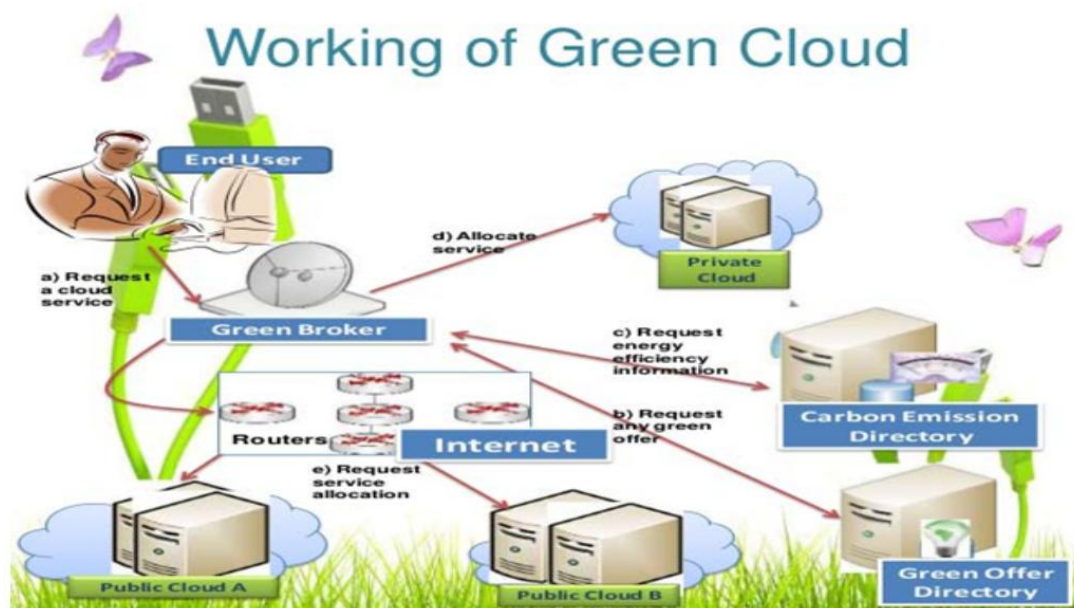 Working of Green Cloud
End User
a) Request
a cloud
service
Green Broker
d) Allocate
service
Private
Cloud
c) Request
energy
efficiency
information
Carbon Emission
Directory
b) Request
any green
offer
Routers
Internet
e) Request
service
allocation
Public Cloud A
Public Cloud B
Green Offer
Directory